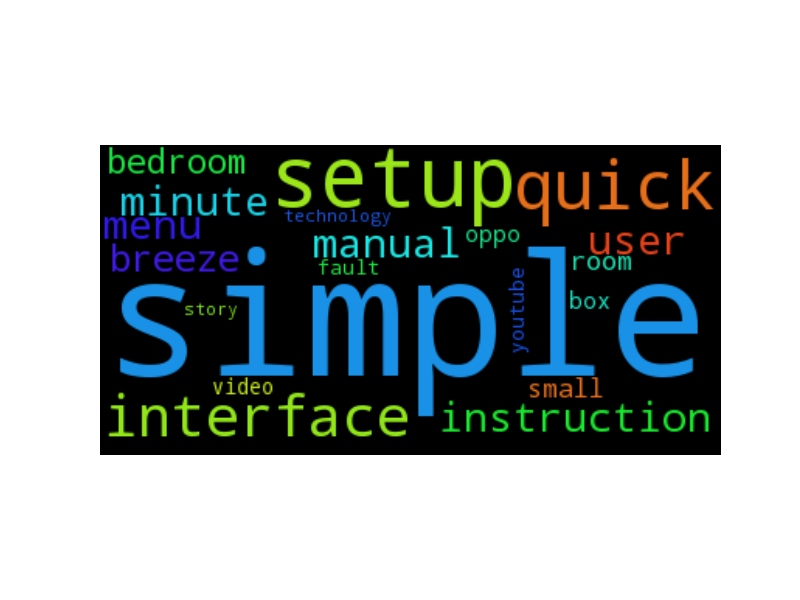 bedroom
setup
quick
minute
technology
menu
manual
oppo
user
breeze
fault
room
simple
youtube
box
story
video
small
interface
instruction